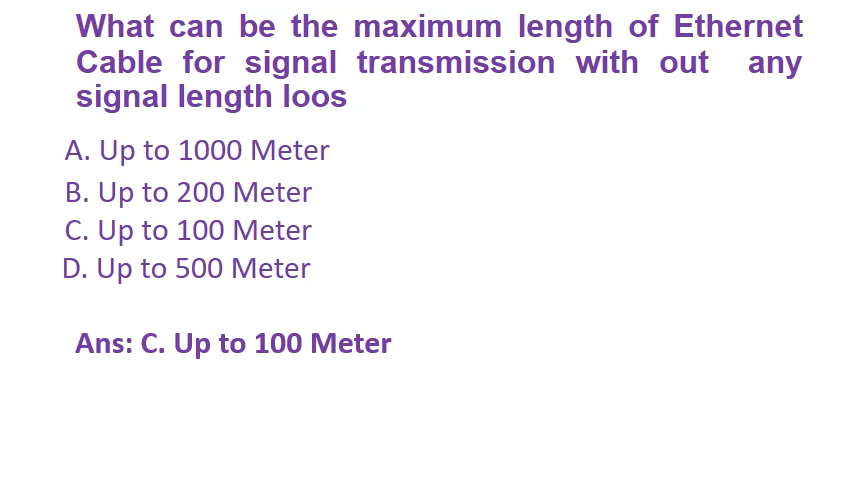 What can be the maximum length of Ethernet
Cable for signal transmission with out any
signal length loos
A. Up to 1000 Meter
B. Up to 200 Meter
C. Up to 100 Meter
D. Up to 500 Meter
Ans: C. Up to 100 Meter